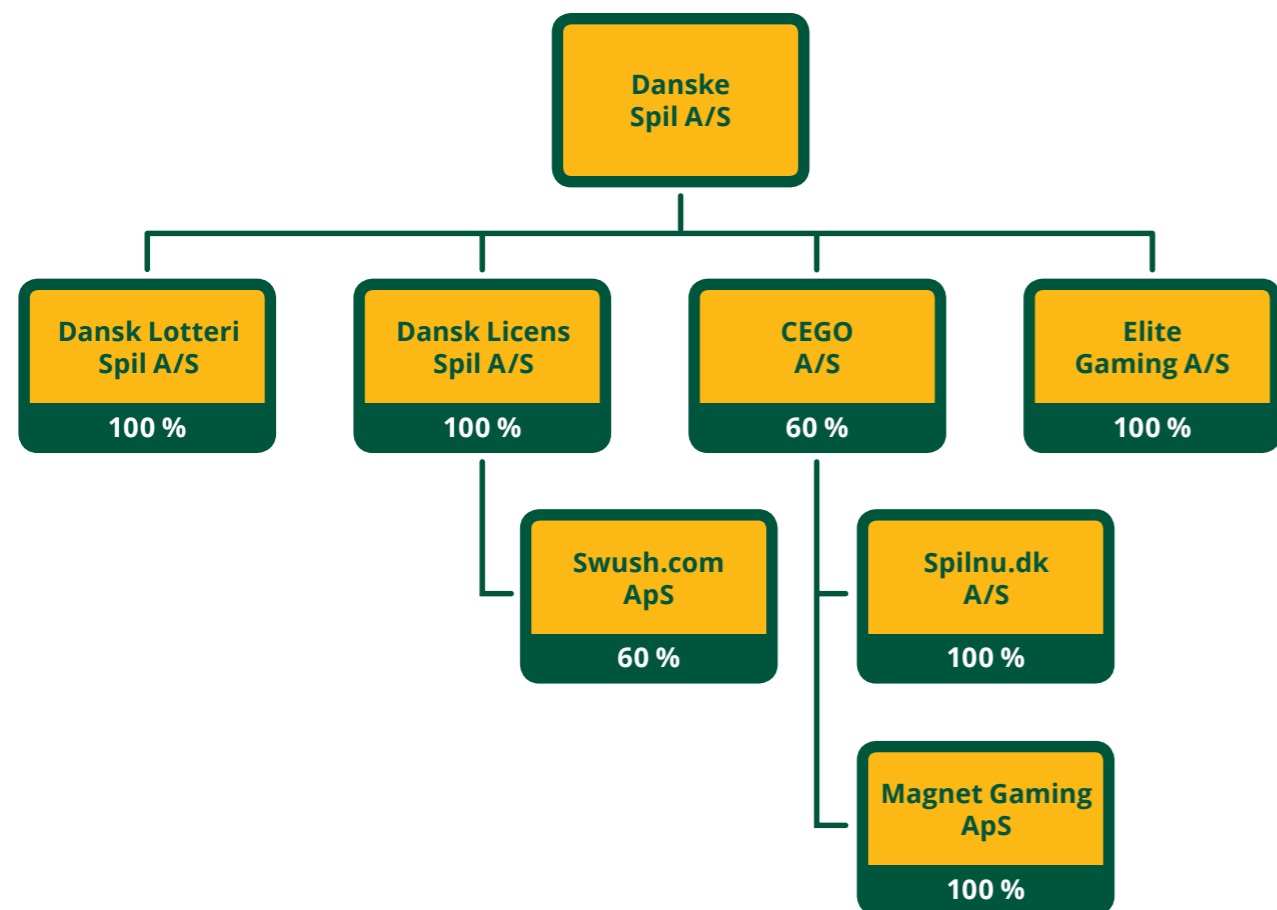 Danske
Spil A/S
Dansk Lotteri
Spil A/S
100 %
Dansk Licens
Spil A/S
100 %
CEGO
A/S
60 %
Elite
Gaming A/S
100 %
Swush.com
ApS
60 %
Spilnu.dk
A/S
100 %
Magnet Gaming
ApS
100 %